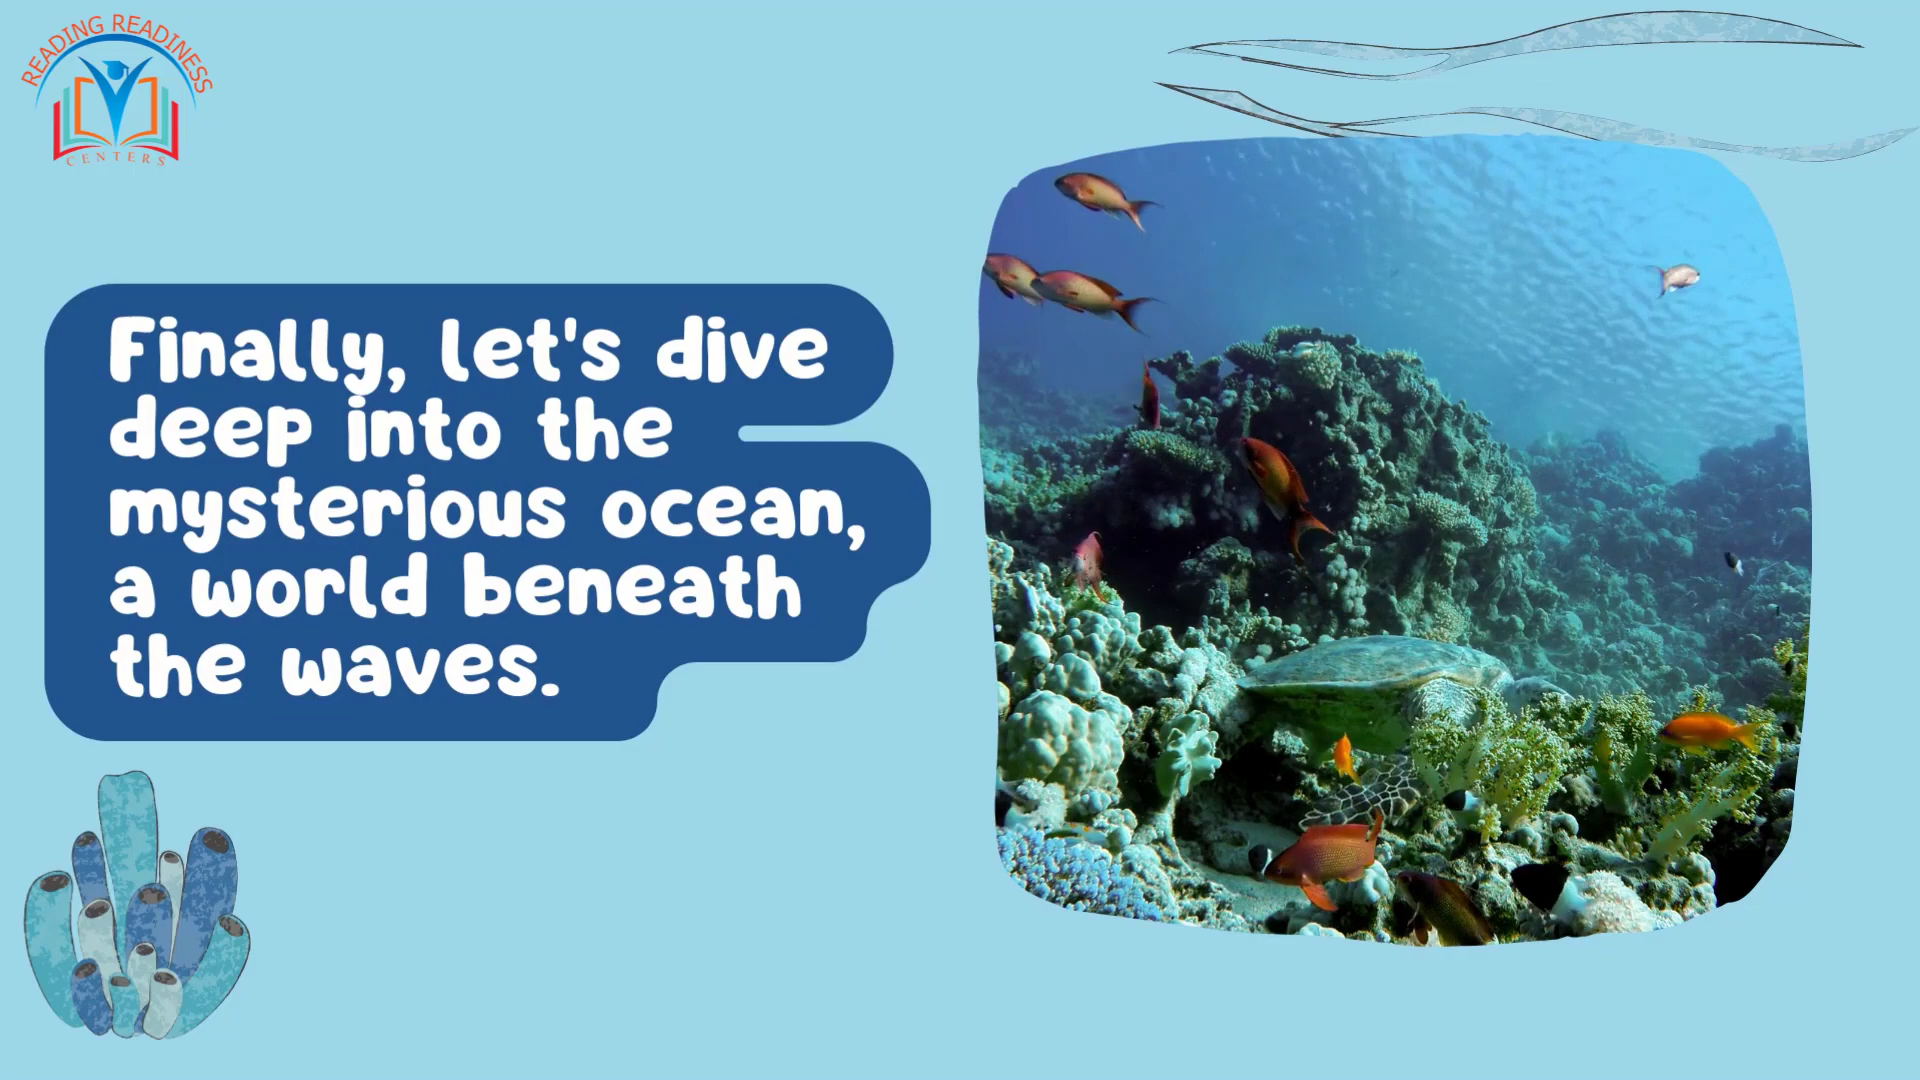 READING READINESS
CENTERS
Finally, let's dive
deep into the
mysterious ocean,
a world beneath
the waves.